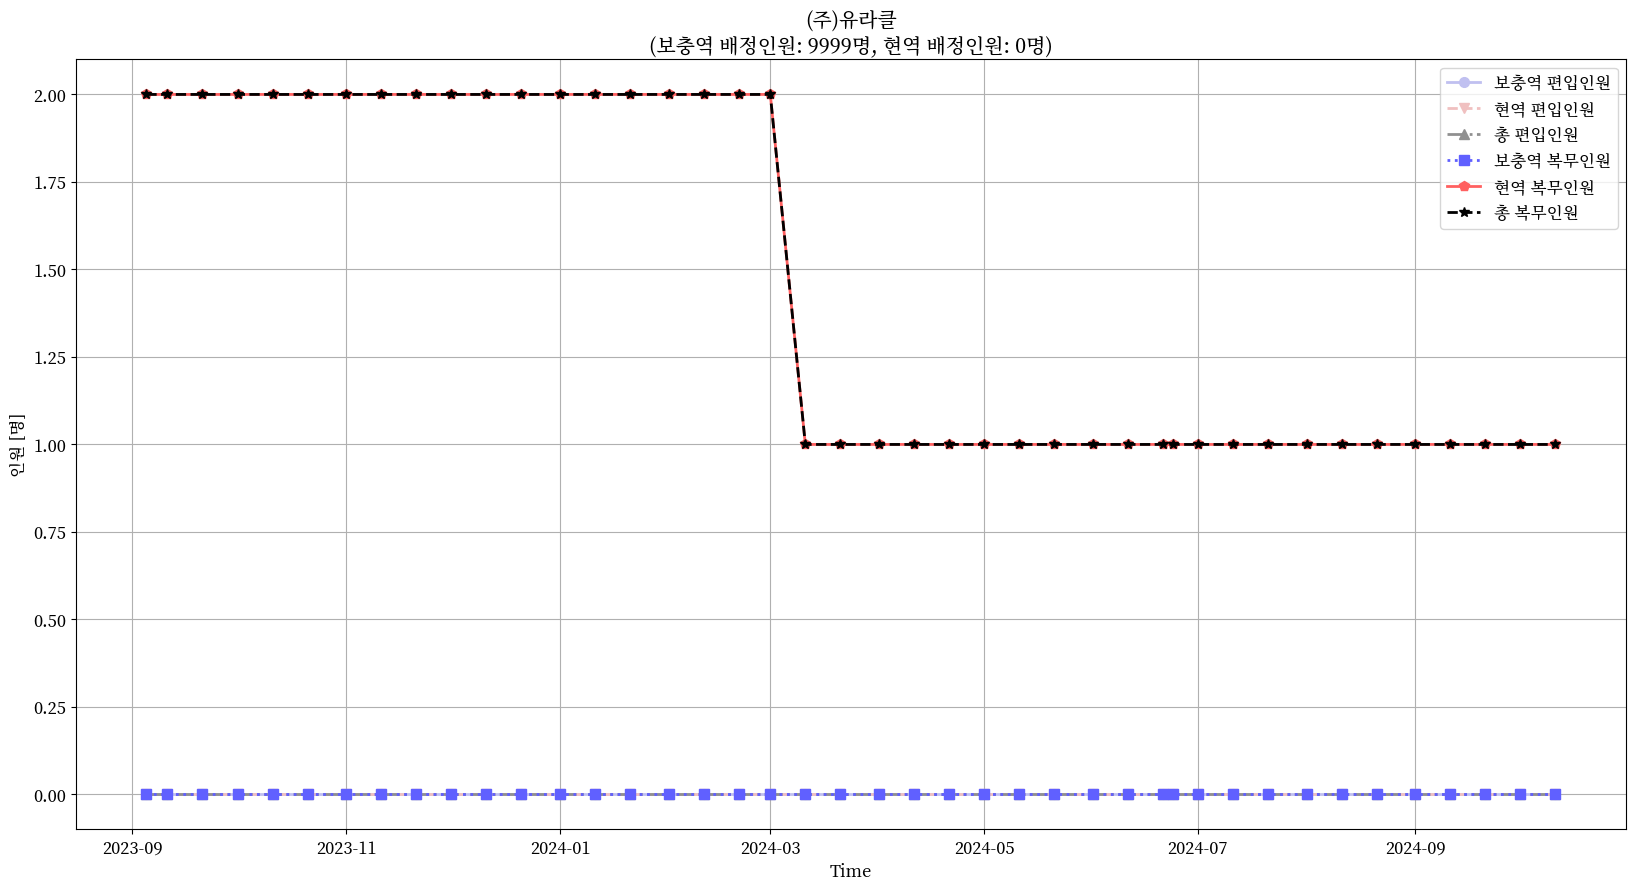 (주)유라클
(보충역 배정인원: 9999명, 현역 배정인원: 0명)
보충역 편입인원
현역 편입인원
총 편입인원
보충역 복무인원
현역 복무인원
총 복무인원
인원 [명]
2.00
1.75
1.50
1.25
1.00
0.75
0.50
0.25
0.00
2023-09 2023-11 2024-01 2024-03 2024-05 2024-07 2024-09
Time